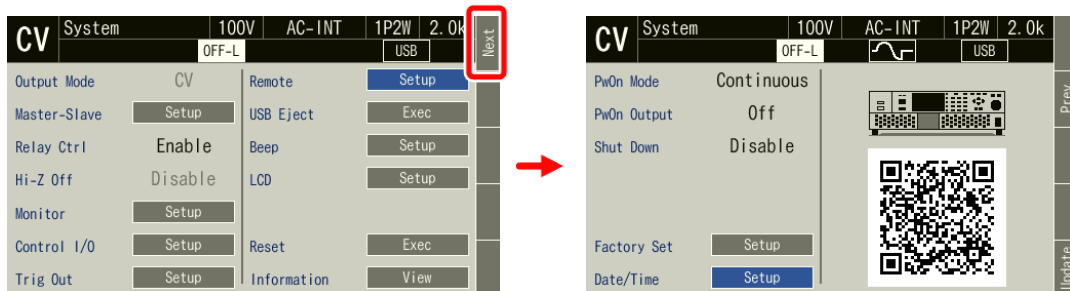 CV System 100V AC-INT 1P2W 2.0k
OFF-L USB
Next
Output Mode CV Remote Setup
Master-Slave Setup USB Eject Exec
Relay Ctrl Enable Beep Setup
Hi-Z Off Disable LCD Setup
Monitor Setup
Control I/O Setup Reset Exec
Trig Out Setup Information View
CV System 100V AC-INT 1P2W 2.0k
OFF-L USB
PwOn Mode Continuous
Prev
PwOn Output Off
Shut Down Disable
Factory Set Setup
Date/Time Setup
Update